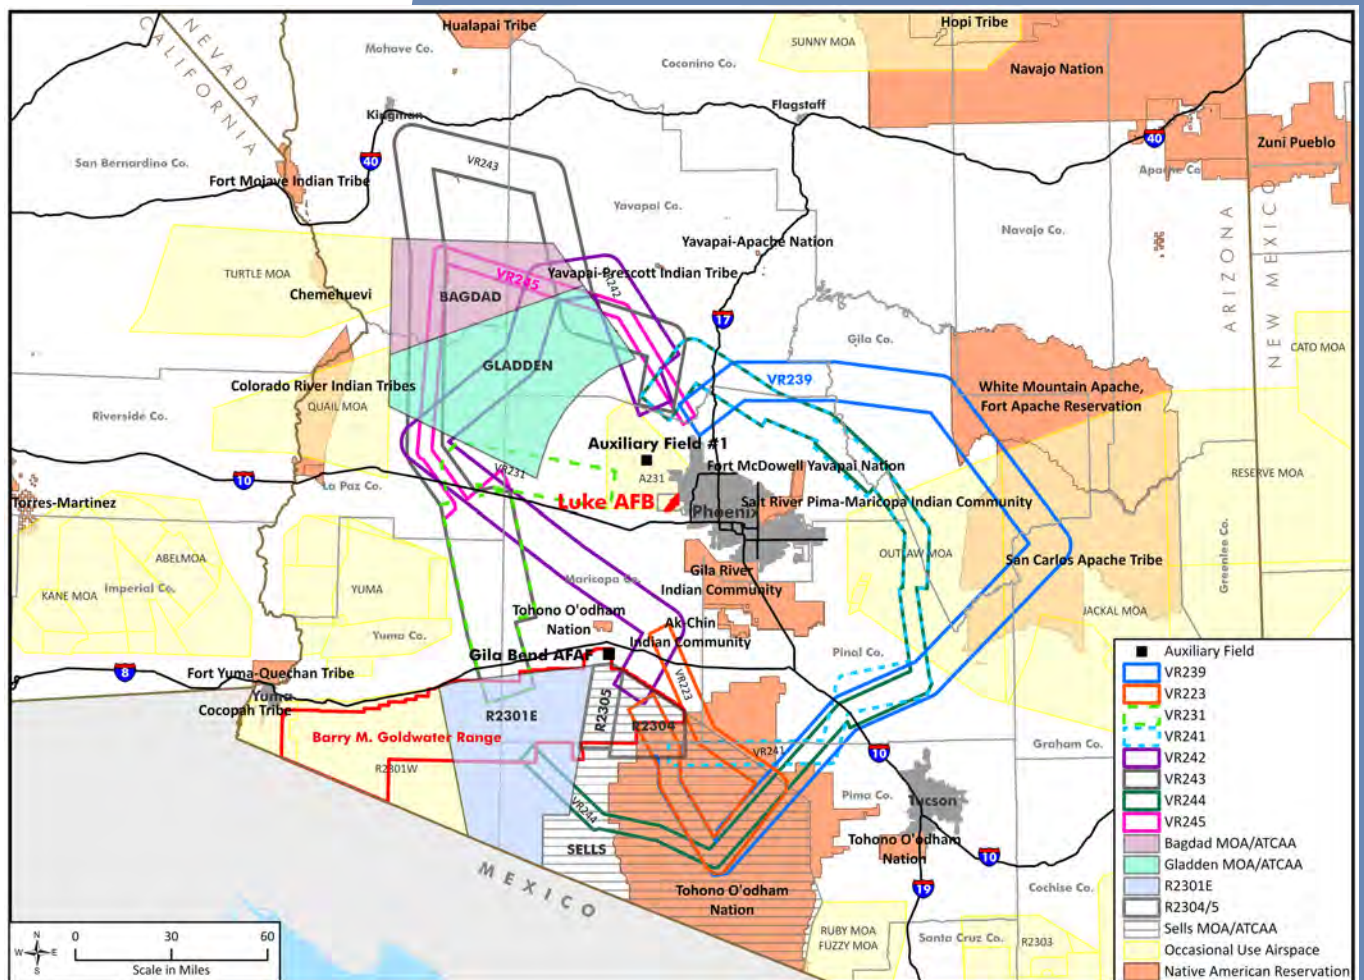 Hualapai Tribe
Hopi Tribe
SUNNY MOA
Mohave Co.
Coconino Co.
Navajo Nation
NEVADA
CALIFORNIA
Kingman
Flagstaff
40
40
Zuni Pueblo
San Bernardino Co.
VR243
Apache Co
Fort Mojave Indian Tribe
Yavapai Co.
Navajo Co.
ARIZONA
NEW MEXICO
Yavapai-Apache Nation
TURTLE MOA
VR245
Yavapai-Prescott Indian Tribe
VR242
Chemehuevi
BAGDAD
17
Gila Co.
CATO MOA
GLADDEN
VR239
Colorado River Indian Tribes
White Mountain Apache,
Fort Apache Reservation
QUAIL MOA
Riverside Co.
Auxiliary Field #1
VR231
A231
Fort McDowell Yavapai Nation
RESERVE MOA
10
La Paz Co.
Torres-Martinez
Luke AFB
Salt River Pima-Maricopa Indian Community
Phoenix
ABELMOA
OUTLAW MOA
San Carlos Apache Tribe
Greenlee Co.
KANE MOA
Imperial Co.
YUMA
Maricopa Co.
Gila River
Indian Community
Tohono O'odham
Nation
JACKAL MOA
Yuma Co.
Ak-Chin
Indian Community
Gila Bend AFAF
Pinal Co.
8
Fort Yuma-Quechan Tribe
VR223
Yuma
Cocopah Tribe
R2301E
R2305
R2304
Barry M. Goldwater Range
VR241
10
Graham Co.
R2301W
Pima Co.
Tucson
VR244
SELLS
Tohono O'odham
Nation
10
MEXICO
19
Cochise Co.
Tohono O'odham
Nation
RUBY MOA
FUZZY MOA
Santa Cruz Co.
R2303
N
W
E
S
0
30
60
Scale in Miles
Auxiliary Field
VR239
VR223
VR231
VR241
VR242
VR243
VR244
VR245
Bagdad MOA/ATCAA
Gladden MOA/ATCAA
R2301E
R2304/5
Sells MOA/ATCAA
Occasional Use Airspace
Native American Reservation